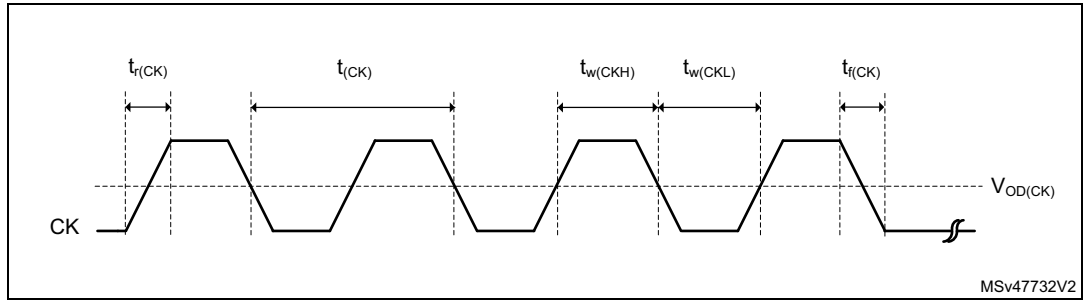 tr(CK) t(CK) tw(CKH) tw(CKL) tf(CK)
VOD(CK)
CK
MSv47732V2